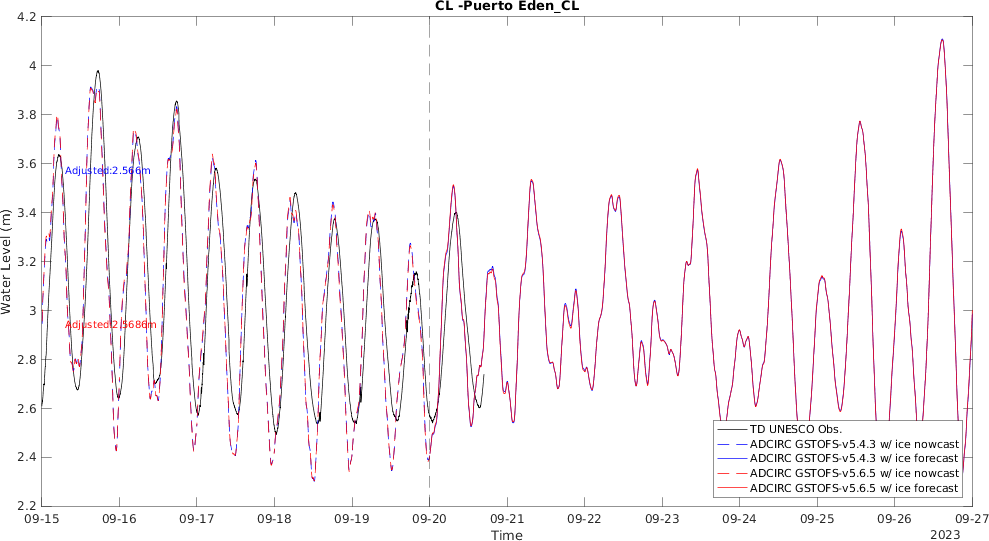 CL -Puerto Eden_CL
4.2
4
3.8
3.6
3.4
3.2
3
2.8
2.6
2.4
2.2
Water Level (m)
Adjusted:2.566m
Adjusted:2.5686m
TD UNESCO Obs.
ADCIRC GSTOFS-v5.4.3 w/ ice nowcast
ADCIRC GSTOFS-v5.4.3 w/ ice forecast
ADCIRC GSTOFS-v5.6.5 w/ ice nowcast
ADCIRC GSTOFS-v5.6.5 w/ ice forecast
09-15 09-16 09-17 09-18 09-19 09-20 09-21 09-22 09-23 09-24 09-25 09-26 09-27
Time
2023